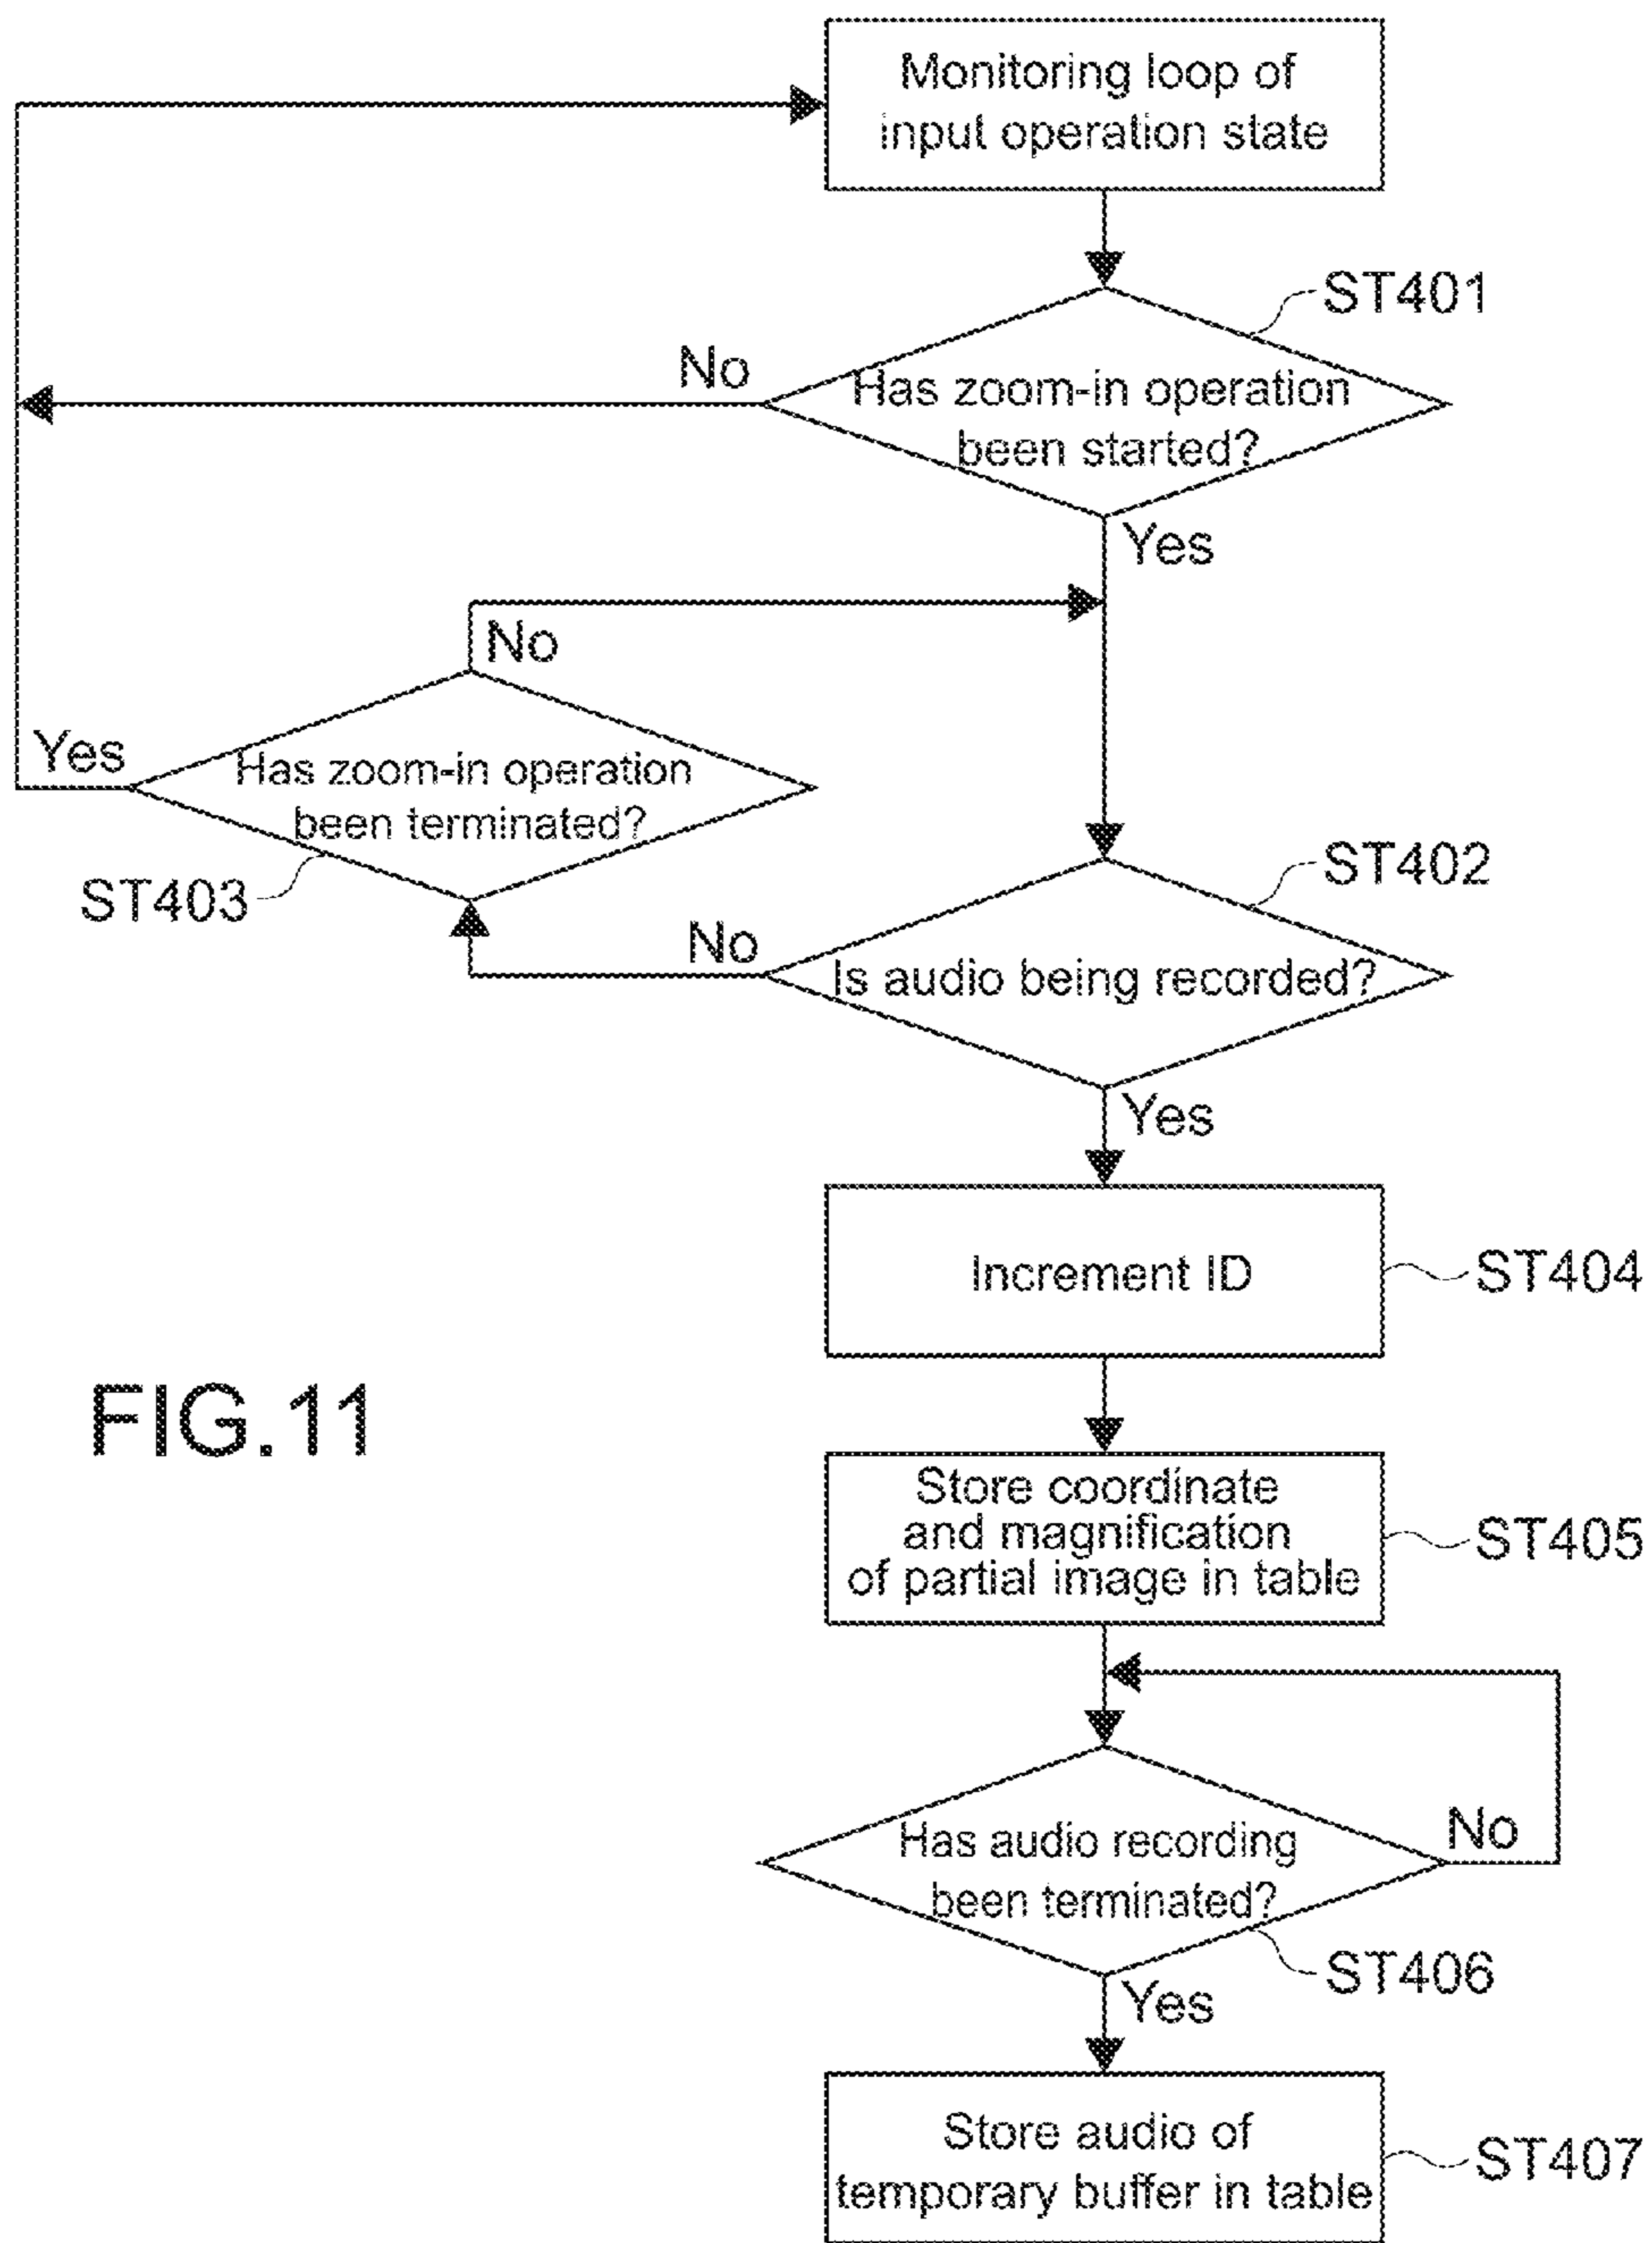 Monitoring loop of
input operation state
ST401
No
Has zoom-in operation
been started?
Yes
No
Yes
Has zoom-in operation
been terminated?
ST403
ST402
No
Is audio being recorded?
Yes
Increment ID
ST404
FIG.11
Store coordinate
and magnification
of partial image in table
ST405
Has audio recording
been terminated?
No
ST406
Yes
Store audio of
temporary buffer in table
ST407